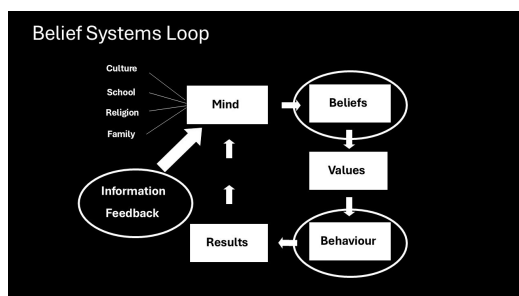 Belief Systems Loop
Culture
School
Religion
Family
Mind
Beliefs
Values
Information
Feedback
Results
Behaviour